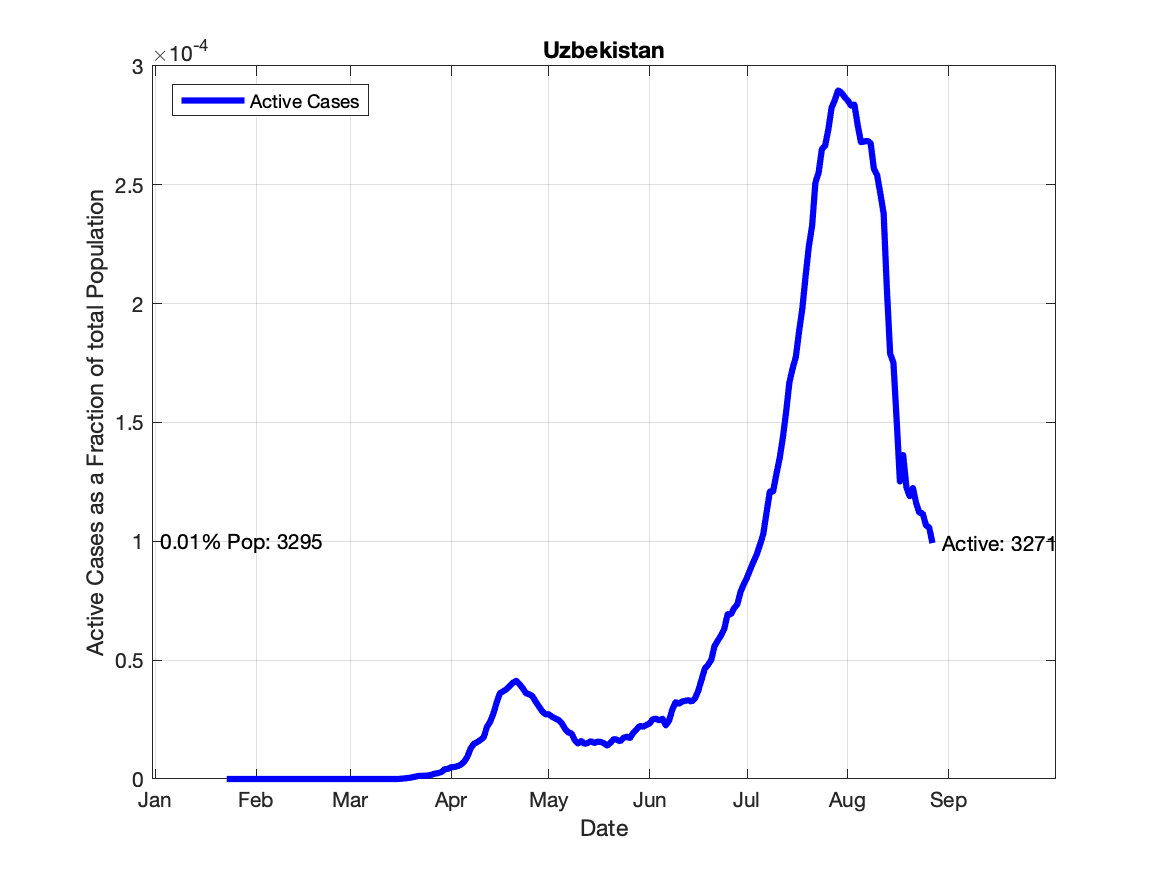 Uzbekistan
×10-4
Active Cases
3
2.5
2
1.5
1
0.5
0
Active Cases as a Fraction of total Population
0.01% Pop: 3295
Active: 3271
Jan Feb Mar Apr May Jun Jul Aug Sep
Date